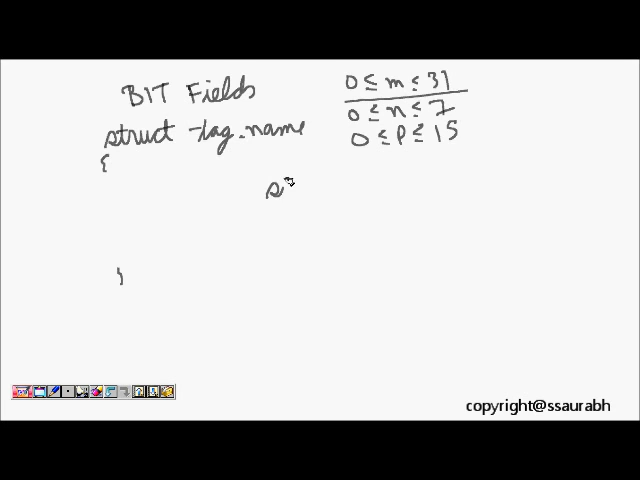 BIT Fields
struct tag_name
{
s
}
0 ≤ m ≤ 31
0 ≤ n ≤ 7
0 ≤ p ≤ 15
copyright@ssaurabh